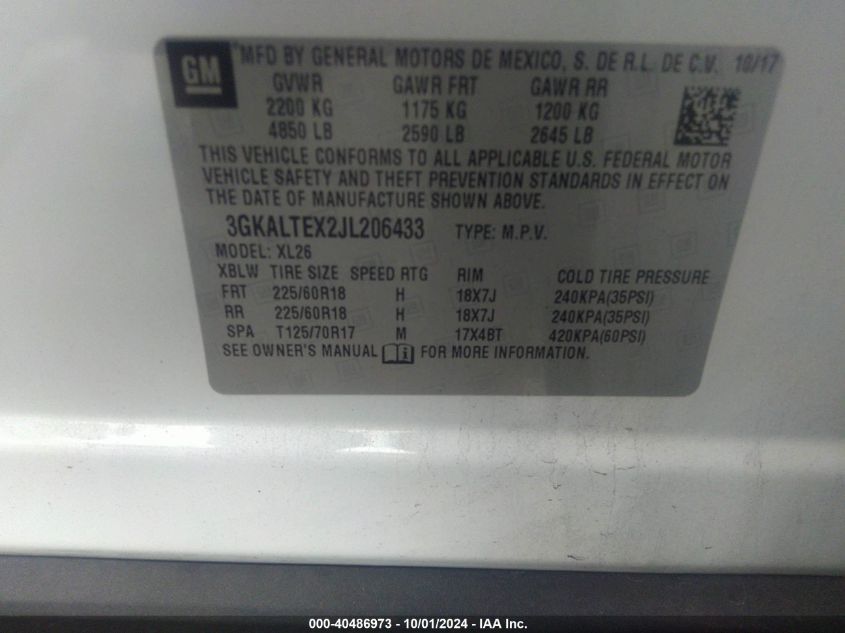 GM
*MFD BY GENERAL MOTORS DE MEXICO, S. DE R.L. DE C.V. 10/17
GVWR GAWR FRT GAWR RR
2200 KG 1175 KG 1200 KG
4850 LB 2590 LB 2645 LB
THIS VEHICLE CONFORMS TO ALL APPLICABLE U.S. FEDERAL MOTOR
VEHICLE SAFETY AND THEFT PREVENTION STANDARDS IN EFFECT ON
THE DATE OF MANUFACTURE SHOWN ABOVE.
3GKALTEX2JL206433 TYPE: M.P.V.
MODEL: XL26
XBLW TIRE SIZE SPEED RTG RIM COLD TIRE PRESSURE
FRT 225/60R18 H 18X7J 240KPA(35PSI)
RR 225/60R18 H 18X7J 240KPA(35PSI)
SPA T125/70R17 M 17X4BT 420KPA(60PSI)
SEE OWNER'S MANUAL FOR MORE INFORMATION.
000-40486973 - 10/01/2024 - IAA Inc.